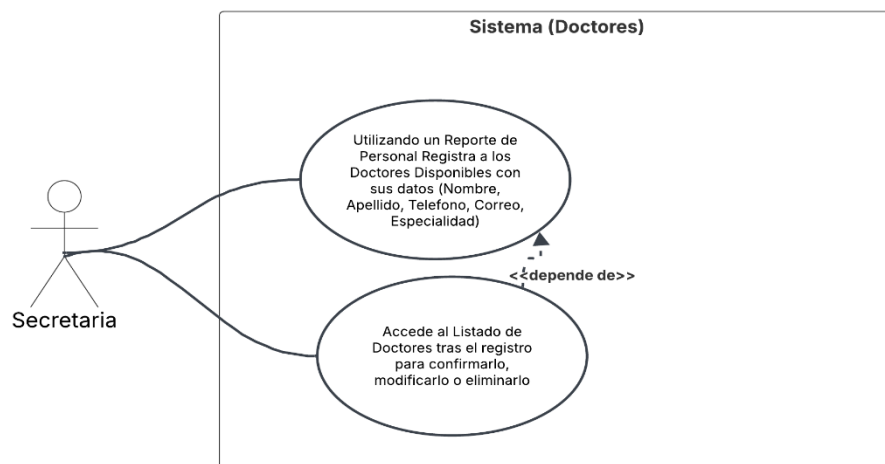 Sistema (Doctores)
Utilizando un Reporte de
Personal Registra a los
Doctores Disponibles con
sus datos (Nombre,
Apellido, Telefono, Correo,
Especialidad)
<<depende de>>
Secretaria
Accede al Listado de
Doctores tras el registro
para confirmarlo,
modificarlo o eliminarlo